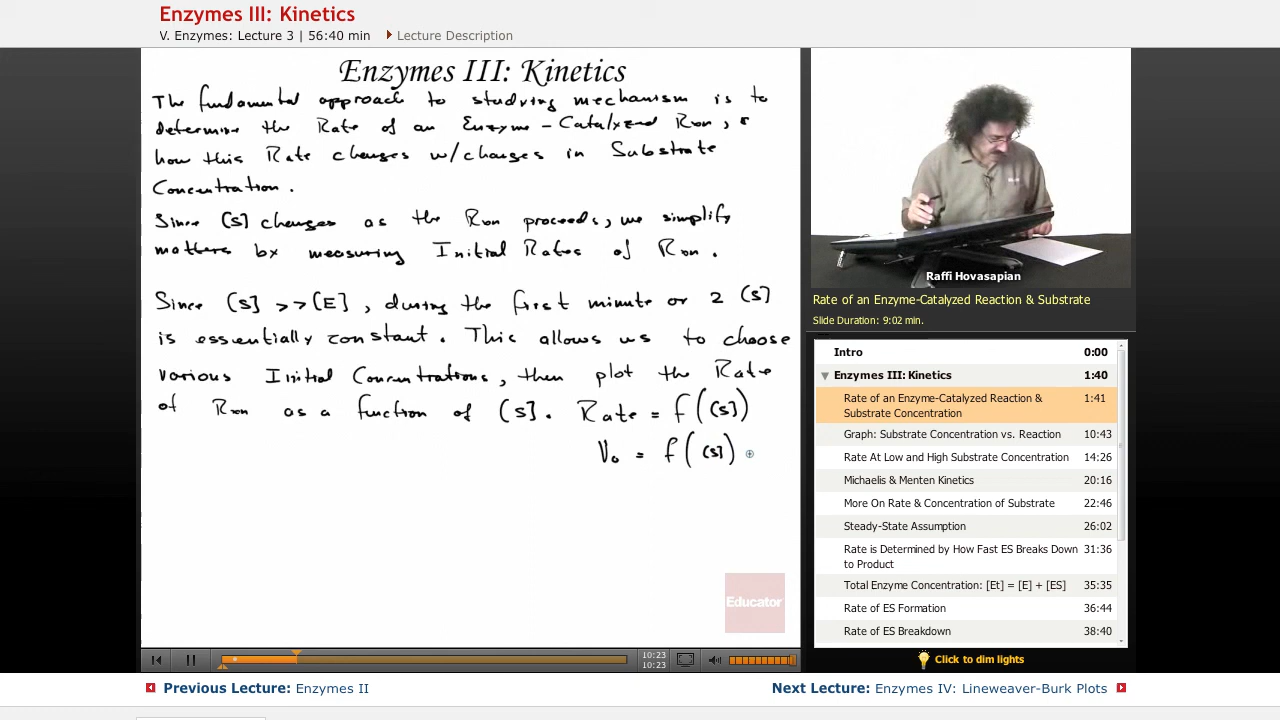 Enzymes III: Kinetics
V. Enzymes: Lecture 3 | 56:40 min Lecture Description
Enzymes III: Kinetics
The fundamental approach to studying mechanism is to
determine the Rate of an Enzyme-Catalyzed Rxn, &
how this Rate changes w/changes in Substrate
Concentration.
Since [S] changes as the Rxn proceeds, we simplify
matters by measuring Initial Rates of Rxn.
Since [S] >> [E], during the first minute or 2 [S]
is essentially constant. This allows us to choose
various Initial Concentrations, then plot the Rate
of Rxn as a function of [S]. Rate = f([S])
V₀ = f([S])
Educator
10:23
10:23
Raffi Hovasapian
Rate of an Enzyme-Catalyzed Reaction & Substrate
Slide Duration: 9:02 min.
Intro 0:00
Enzymes III: Kinetics 1:40
Rate of an Enzyme-Catalyzed Reaction & 1:41
Substrate Concentration
Graph: Substrate Concentration vs. Reaction 10:43
Rate At Low and High Substrate Concentration 14:26
Michaelis & Menten Kinetics 20:16
More On Rate & Concentration of Substrate 22:46
Steady-State Assumption 26:02
Rate is Determined by How Fast ES Breaks Down 31:36
to Product
Total Enzyme Concentration: [Et] = [E] + [ES] 35:35
Rate of ES Formation 36:44
Rate of ES Breakdown 38:40
Click to dim lights
Previous Lecture: Enzymes II
Next Lecture: Enzymes IV: Lineweaver-Burk Plots